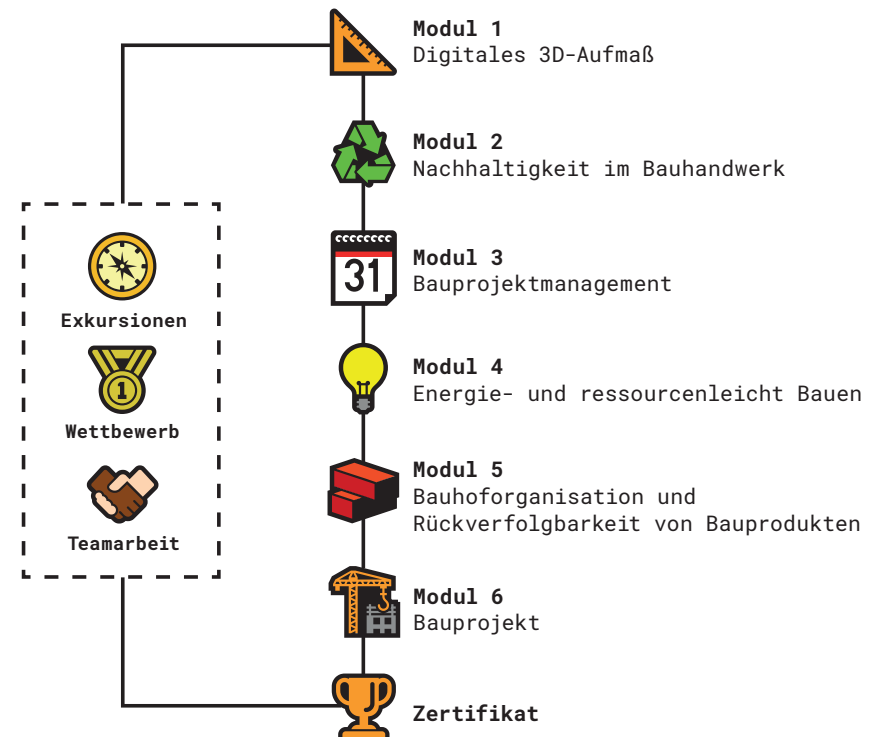 Modul 1
Digitales 3D-Aufmaß
Modul 2
Nachhaltigkeit im Bauhandwerk
31
Modul 3
Bauprojektmanagement
Modul 4
Energie- und ressourcenleicht Bauen
Modul 5
Bauhoforganisation und
Rückverfolgbarkeit von Bauprodukten
Modul 6
Bauprojekt
Zertifikat
Exkursionen
1
Wettbewerb
Teamarbeit